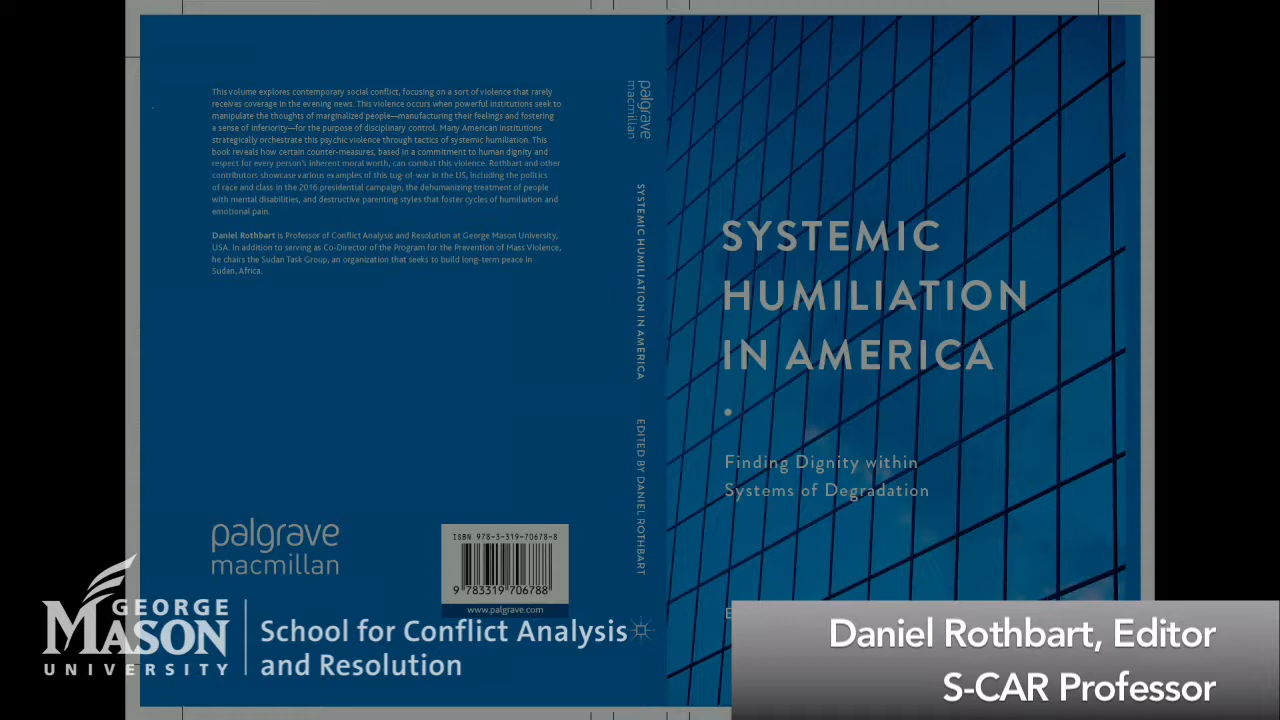 This volume explores contemporary social conflict, focusing on a sort of violence that rarely
receives coverage in the evening news. This violence occurs when powerful institutions seek to
manipulate the thoughts of marginalized people—manufacturing their feelings and fostering
a sense of inferiority—for the purpose of disciplinary control. Many American institutions
strategically orchestrate this psychic violence through tactics of systemic humiliation. This
book reveals how certain counter-measures, based in a commitment to human dignity and
respect for every person's inherent moral worth, can combat this violence. Rothbart and other
contributors showcase various examples of this tug-of-war in the US, including the politics
of race and class in the 2016 presidential campaign, the dehumanizing treatment of people
with mental disabilities, and destructive parenting styles that foster cycles of humiliation and
emotional pain.
Daniel Rothbart is Professor of Conflict Analysis and Resolution at George Mason University,
USA. In addition to serving as Co-Director of the Program for the Prevention of Mass Violence,
he chairs the Sudan Task Group, an organization that seeks to build long-term peace in
Sudan, Africa.
palgrave
macmillan
ISBN 978-3-319-70678-8
9 783319 706788
www.palgrave.com
palgrave
macmillan
SYSTEMIC HUMILIATION IN AMERICA
EDITED BY DANIEL ROTHBART
SYSTEMIC
HUMILIATION
IN AMERICA
Finding Dignity within
Systems of Degradation
GEORGE
MASON
UNIVERSITY
School for Conflict Analysis
and Resolution
Daniel Rothbart, Editor
S-CAR Professor